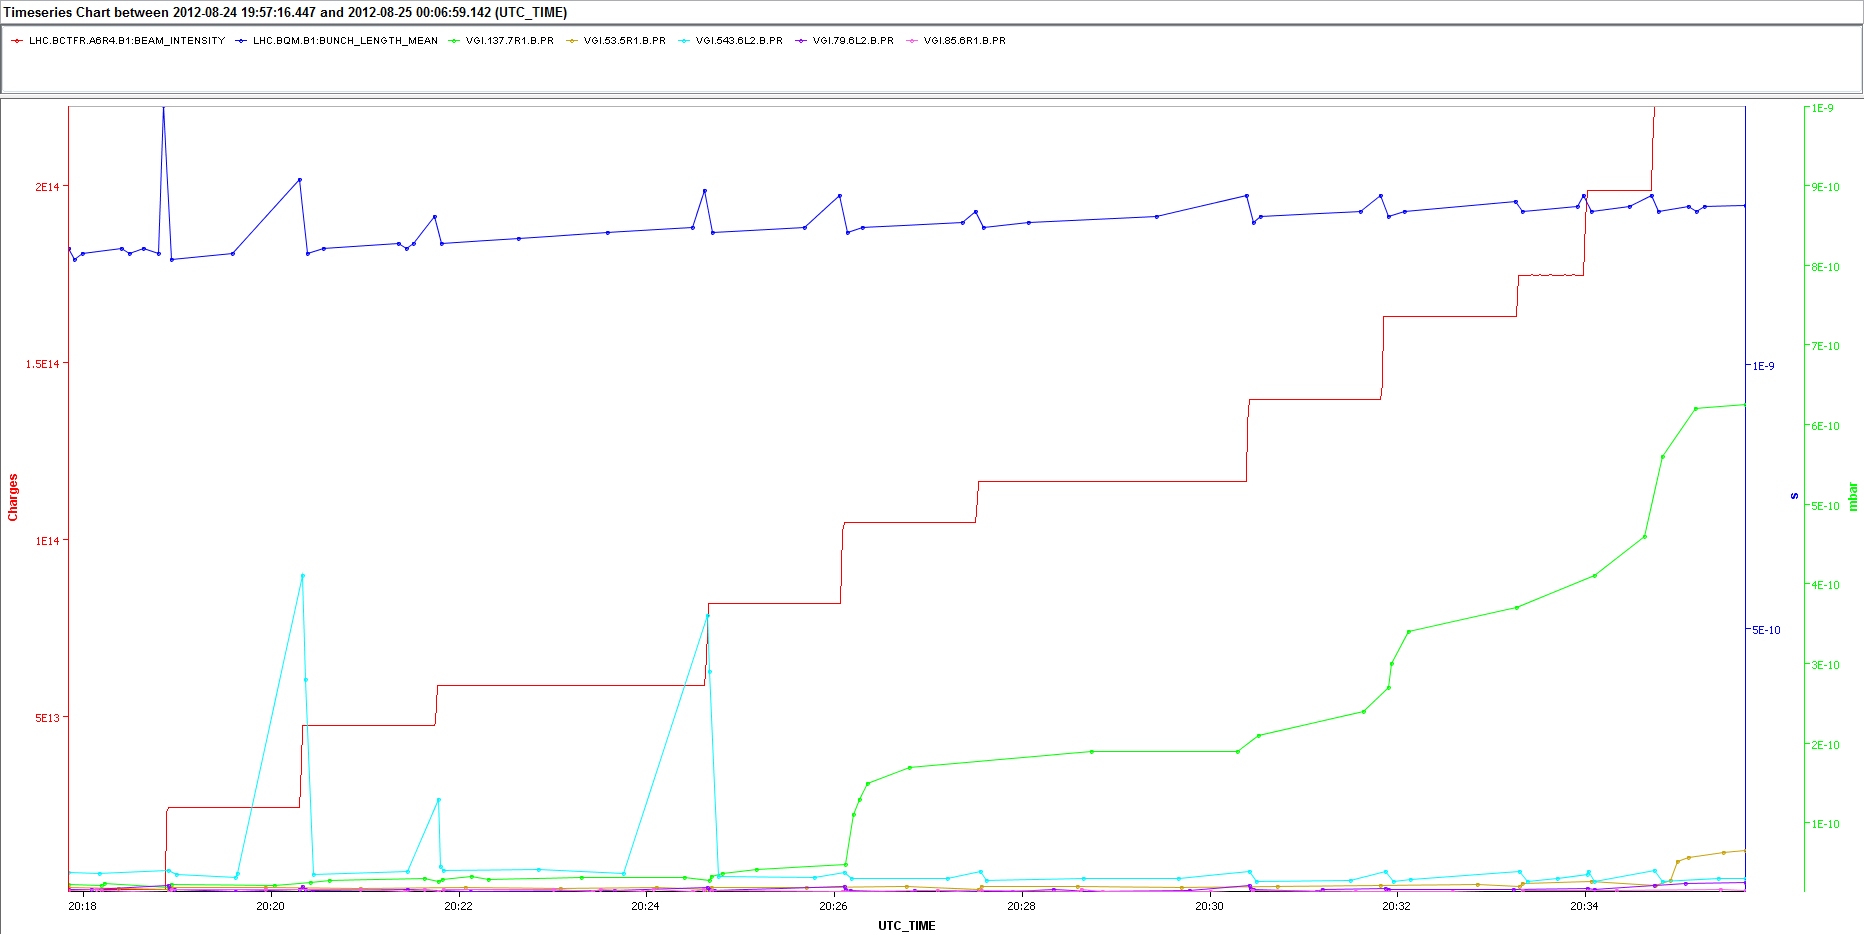 Timeseries Chart between 2012-08-24 19:57:16.447 and 2012-08-25 00:06:59.142 (UTC_TIME)
LHC.BCTFR.A6R4.B1:BEAM_INTENSITY LHC.BQM.B1:BUNCH_LENGTH_MEAN VGI.137.7R1.B.PR VGI.53.5R1.B.PR VGI.543.6L2.B.PR VGI.79.6L2.B.PR VGI.85.6R1.B.PR
Charges
2E14
1.5E14
1E14
5E13
1E-9
5E-10
s
1E-9
9E-10
8E-10
7E-10
6E-10
5E-10
4E-10
3E-10
2E-10
1E-10
mbar
20:18 20:20 20:22 20:24 20:26 20:28 20:30 20:32 20:34
UTC_TIME